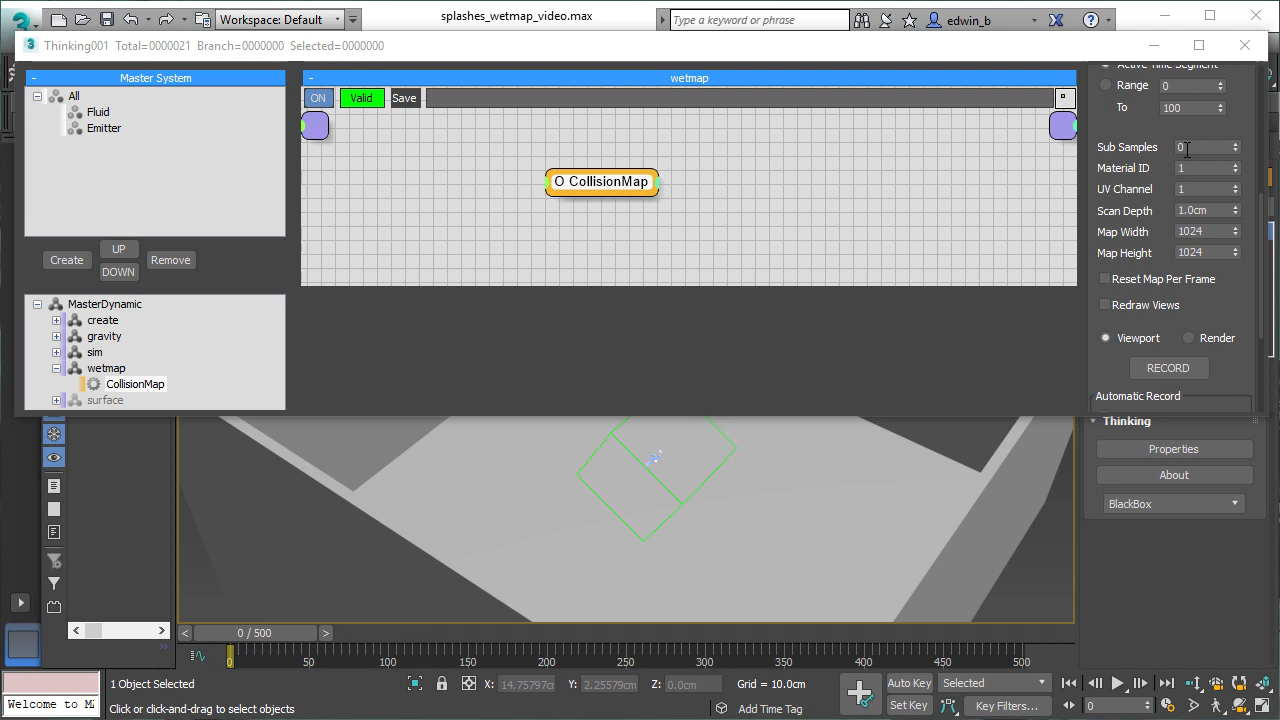 Workspace: Default
splashes_wetmap_video.max
Type a keyword or phrase
edwin_b
Thinking001 Total=0000021 Branch=0000000 Selected=0000000
Master System
wetmap
Active Time Segment
All
Fluid
Emitter
ON
Valid
Save
Range
0
To
100
Sub Samples
0
Material ID
1
UV Channel
1
Scan Depth
1.0cm
Map Width
1024
Map Height
1024
O CollisionMap
Create
UP
DOWN
Remove
Reset Map Per Frame
Redraw Views
Viewport
Render
RECORD
Automatic Record
MasterDynamic
create
gravity
sim
wetmap
CollisionMap
surface
Thinking
Properties
About
BlackBox
0 / 500
0
50
100
150
200
250
300
350
400
450
500
1 Object Selected
X:
14.75797cm
Y:
2.25579cm
Z:
0.0cm
Grid = 10.0cm
Auto Key
Selected
Set Key
Key Filters...
0
Welcome to MA
Click or click-and-drag to select objects
Add Time Tag